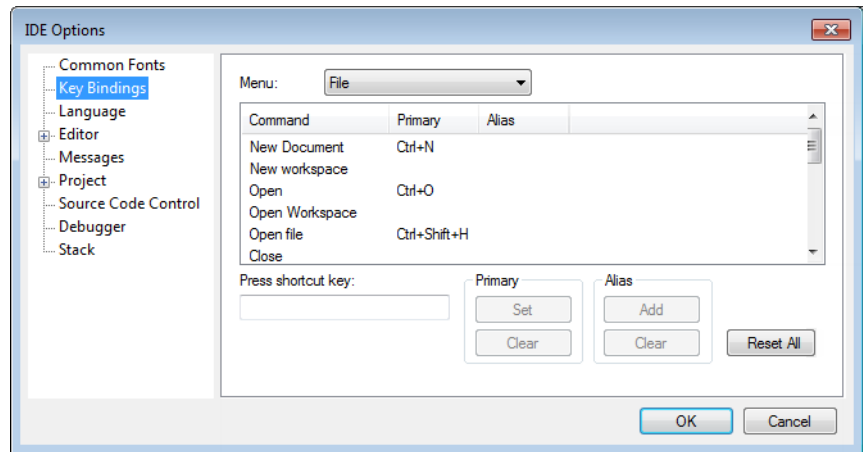 IDE Options
Common Fonts
Key Bindings
Language
Editor
Messages
Project
Source Code Control
Debugger
Stack
Menu: File
Command Primary Alias
New Document Ctrl+N
New workspace
Open Ctrl+O
Open Workspace
Open file Ctrl+Shift+H
Close
Press shortcut key:
Primary
Set
Clear
Alias
Add
Clear
Reset All
OK Cancel